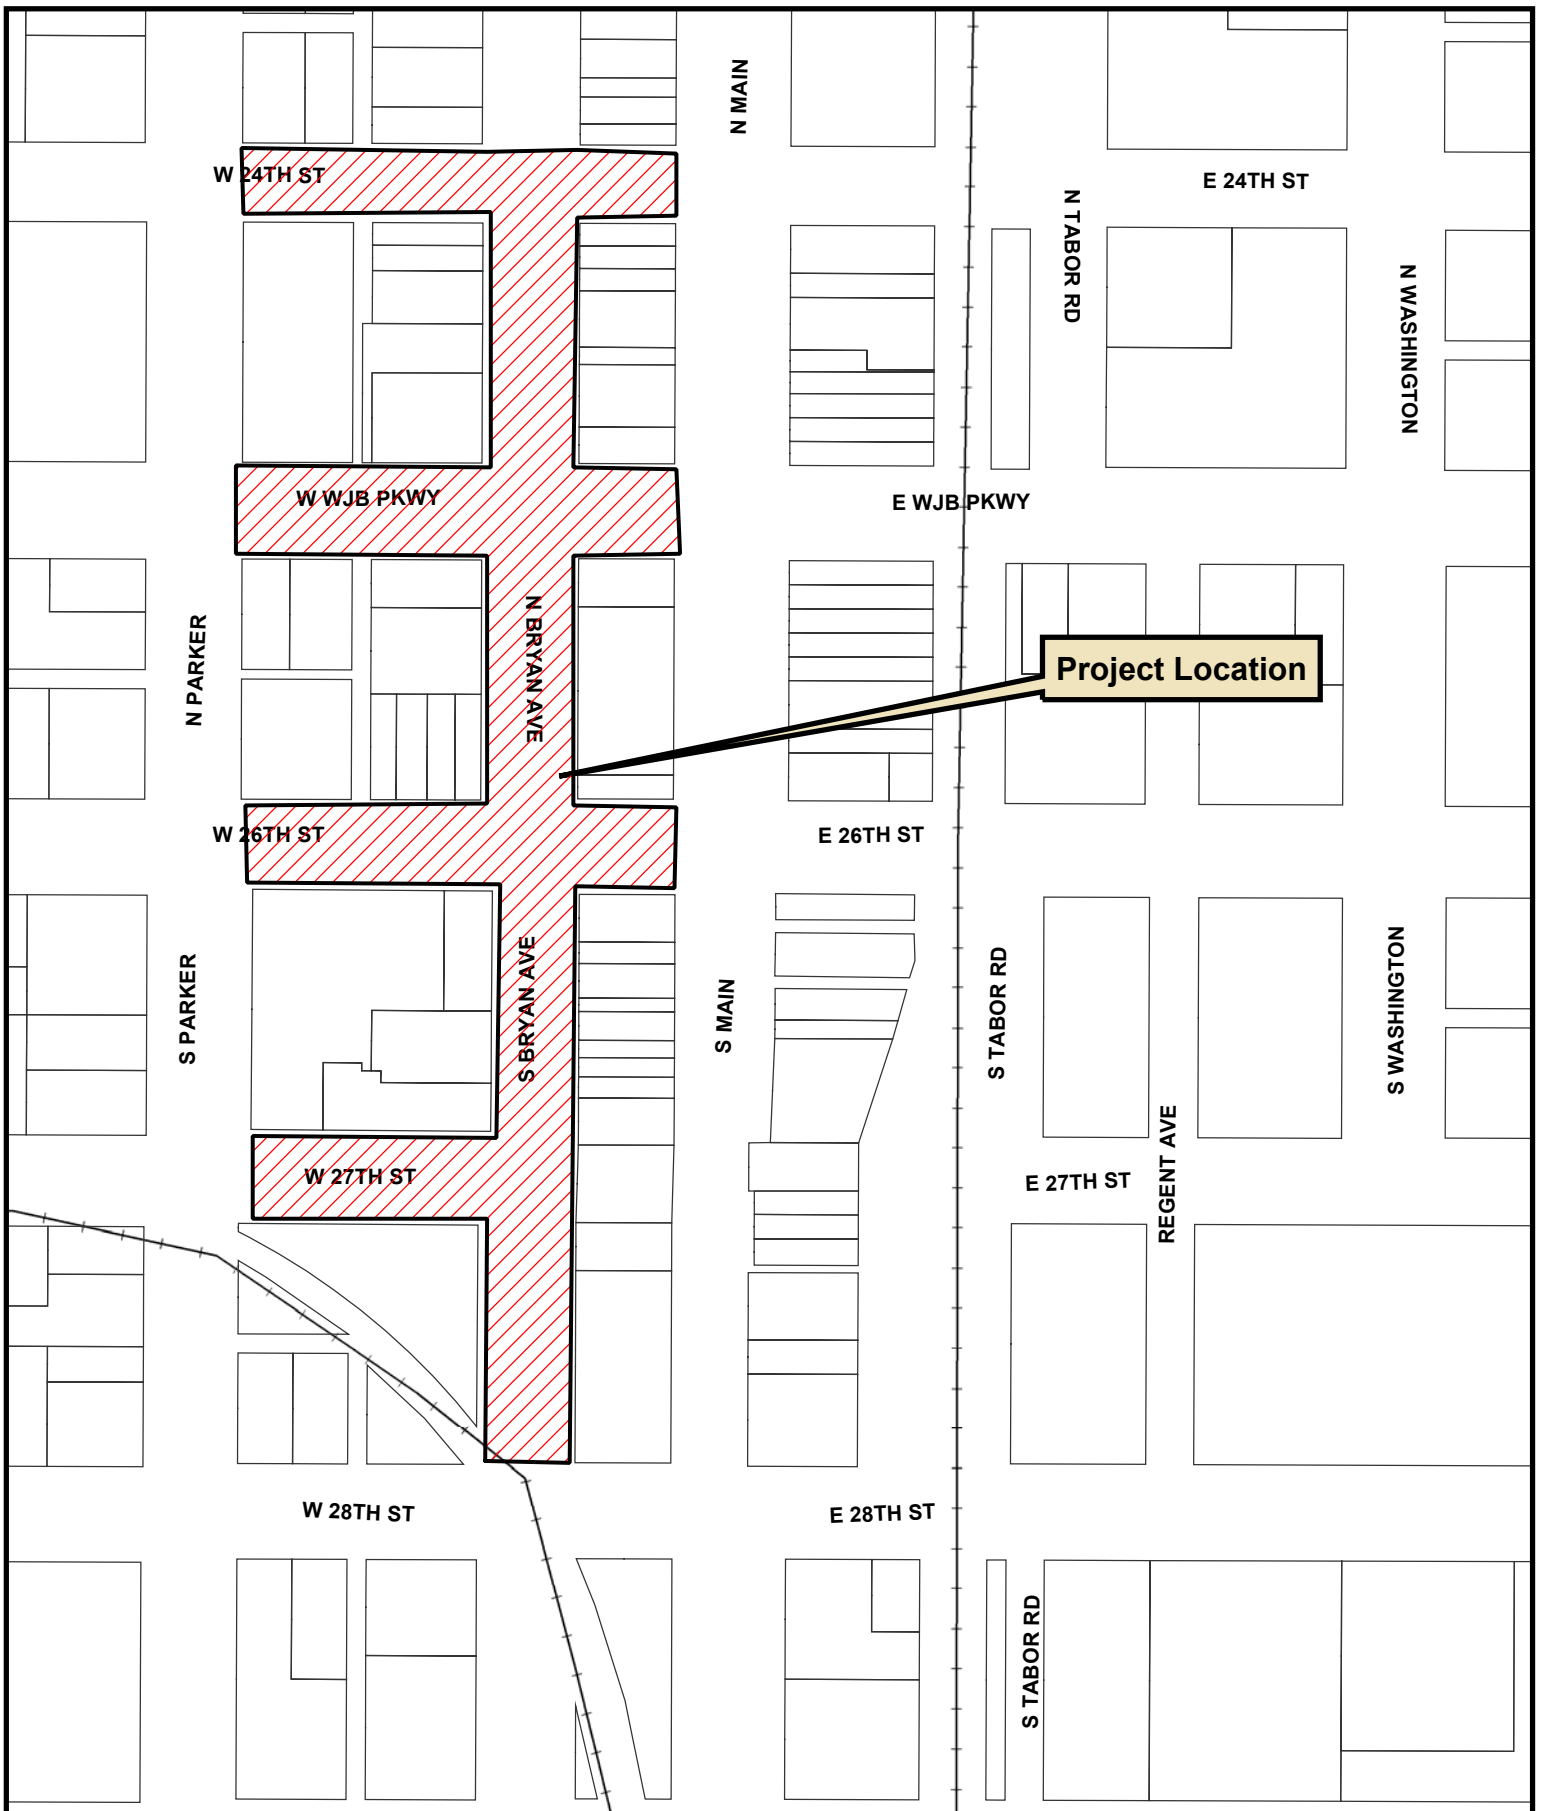 N MAIN
W 24TH ST
E 24TH ST
N TABOR RD
N WASHINGTON
W WJB PKWY
E WJB PKWY
N PARKER
N BRYAN AVE
Project Location
W 26TH ST
E 26TH ST
S PARKER
S BRYAN AVE
S MAIN
S TABOR RD
S WASHINGTON
W 27TH ST
E 27TH ST
REGENT AVE
W 28TH ST
E 28TH ST
S TABOR RD